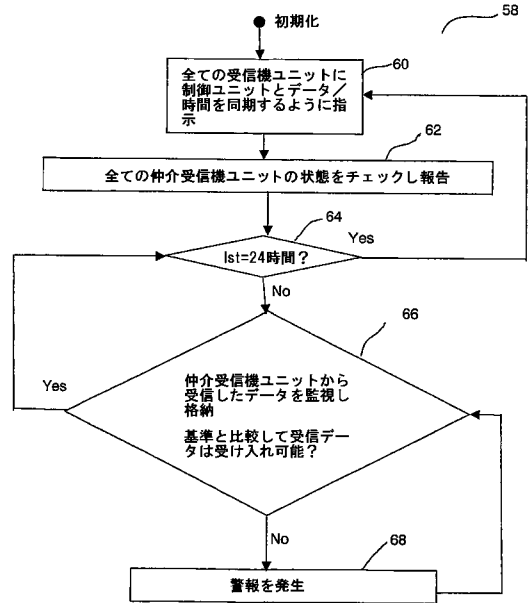 58
初期化
60
全ての受信機ユニットに
制御ユニットとデータ／
時間を同期するように指
示
62
全ての仲介受信機ユニットの状態をチェックし報告
64
Ist=24時間？
Yes
No
66
Yes
仲介受信機ユニットから
受信したデータを監視し
格納
基準と比較して受信デー
タは受け入れ可能？
No
68
警報を発生